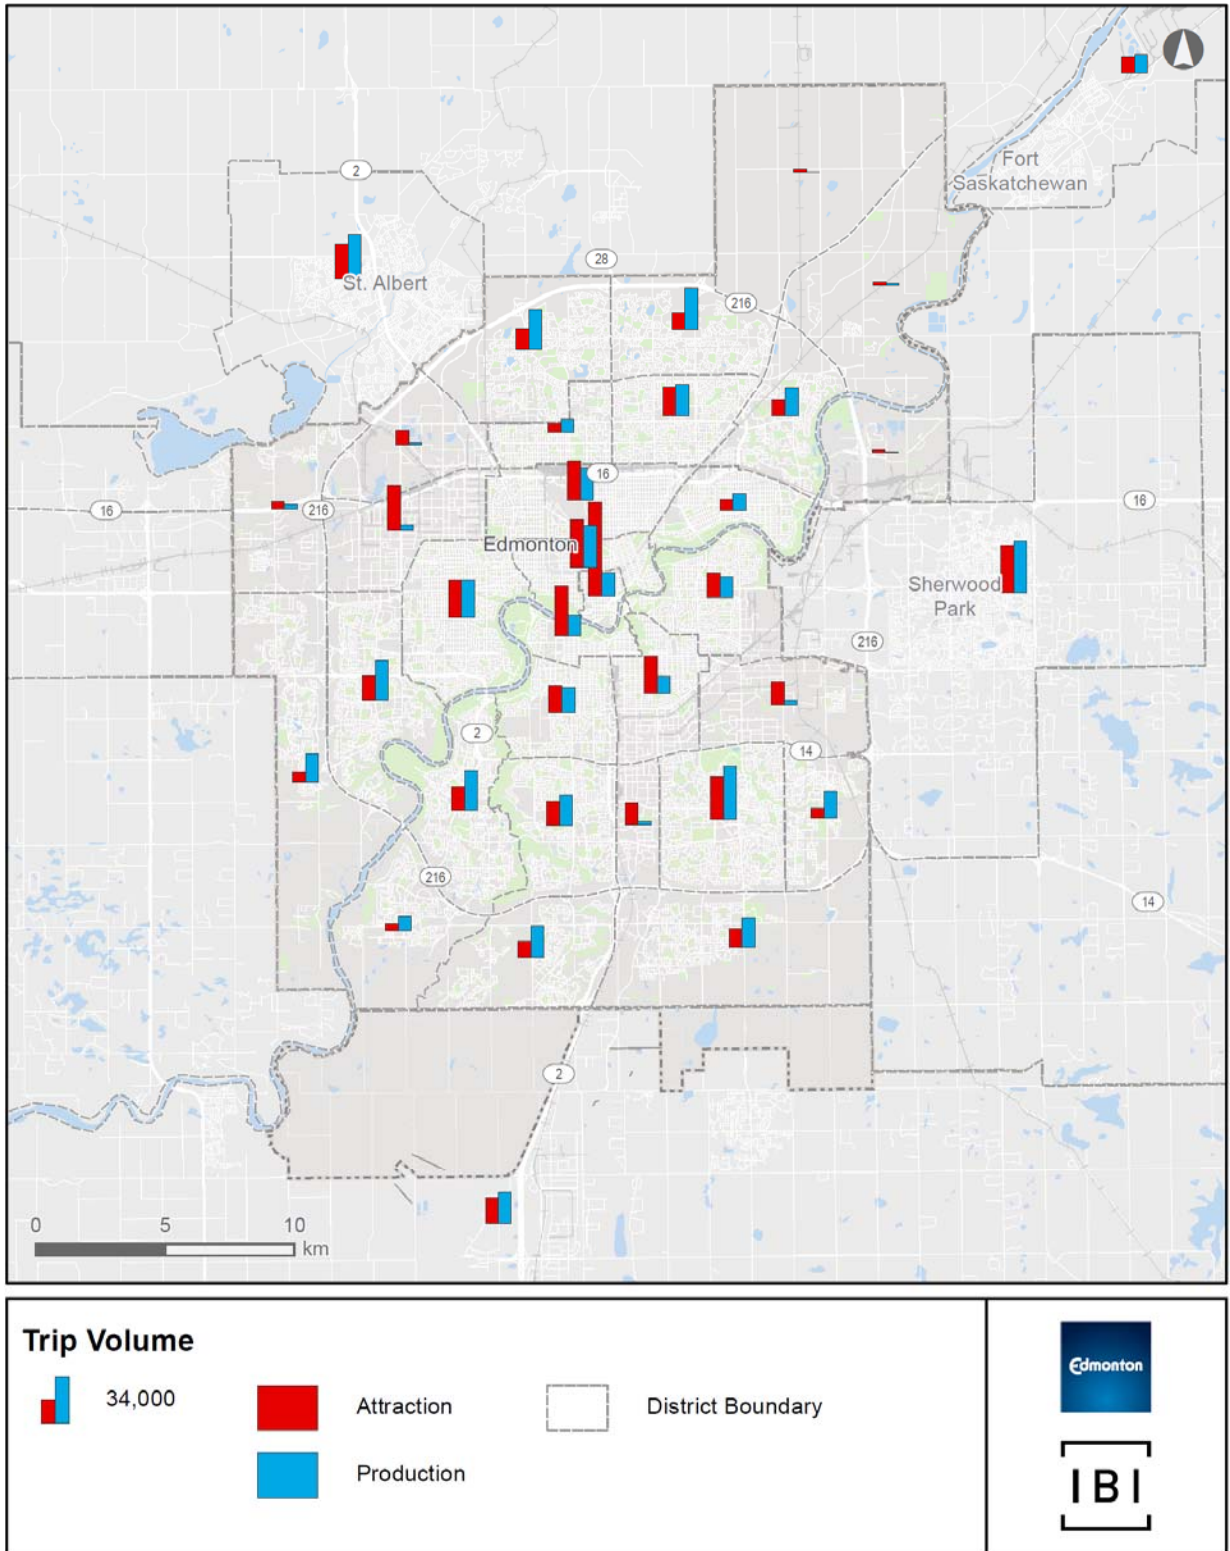 2
Fort
Saskatchewan
28
St. Albert
216
16
16
216
16
Edmonton
Sherwood
Park
216
2
14
216
14
2
0 5 10
km
Trip Volume
34,000
Attraction
District Boundary
Production
Edmonton
IBI